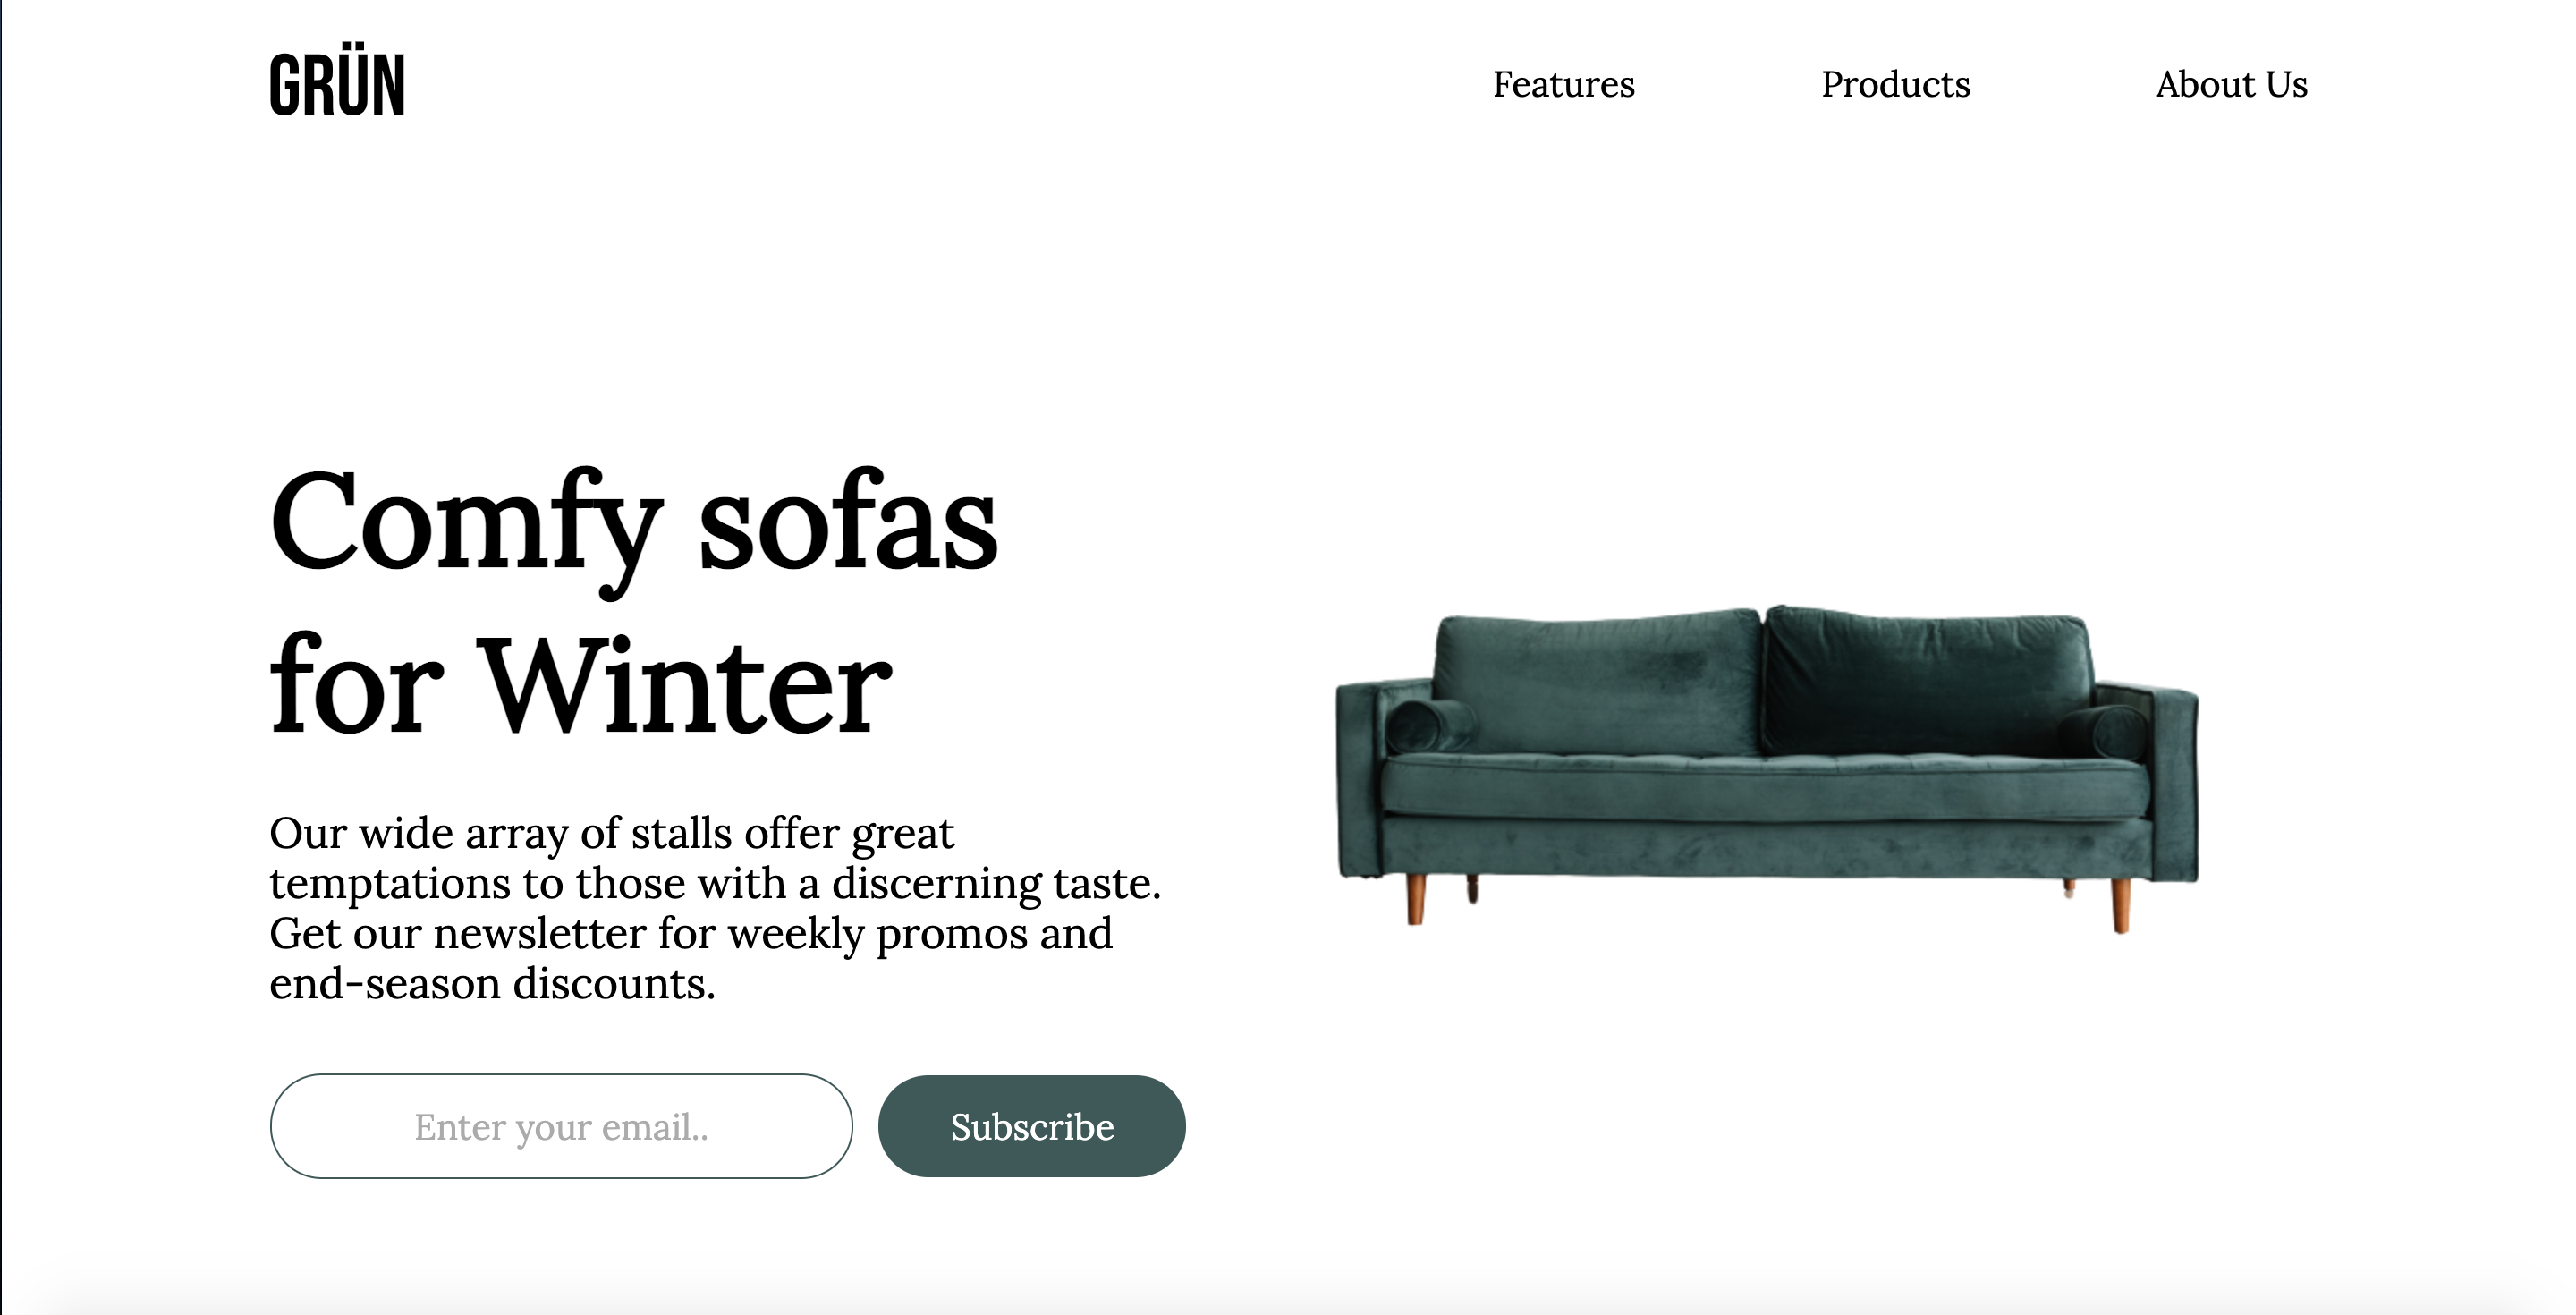 GRÜN
Features
Products
About Us
Comfy sofas
for Winter
Our wide array of stalls offer great
temptations to those with a discerning taste.
Get our newsletter for weekly promos and
end-season discounts.
Enter your email..
Subscribe